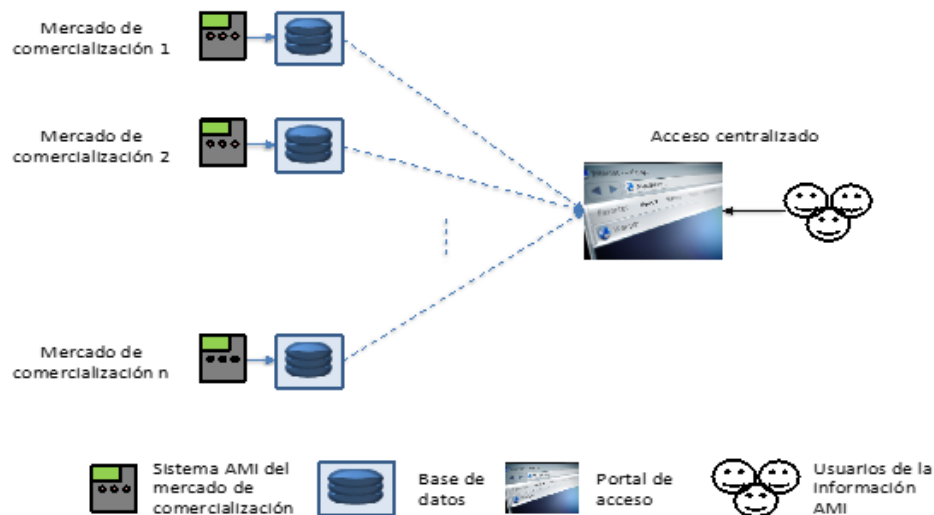 Mercado de
comercialización 1
Mercado de
comercialización 2
Acceso centralizado
Mercado de
comercialización n
Sistema AMI del
mercado de
comercialización
Base de
datos
Portal de
acceso
Usuarios de la
información
AMI